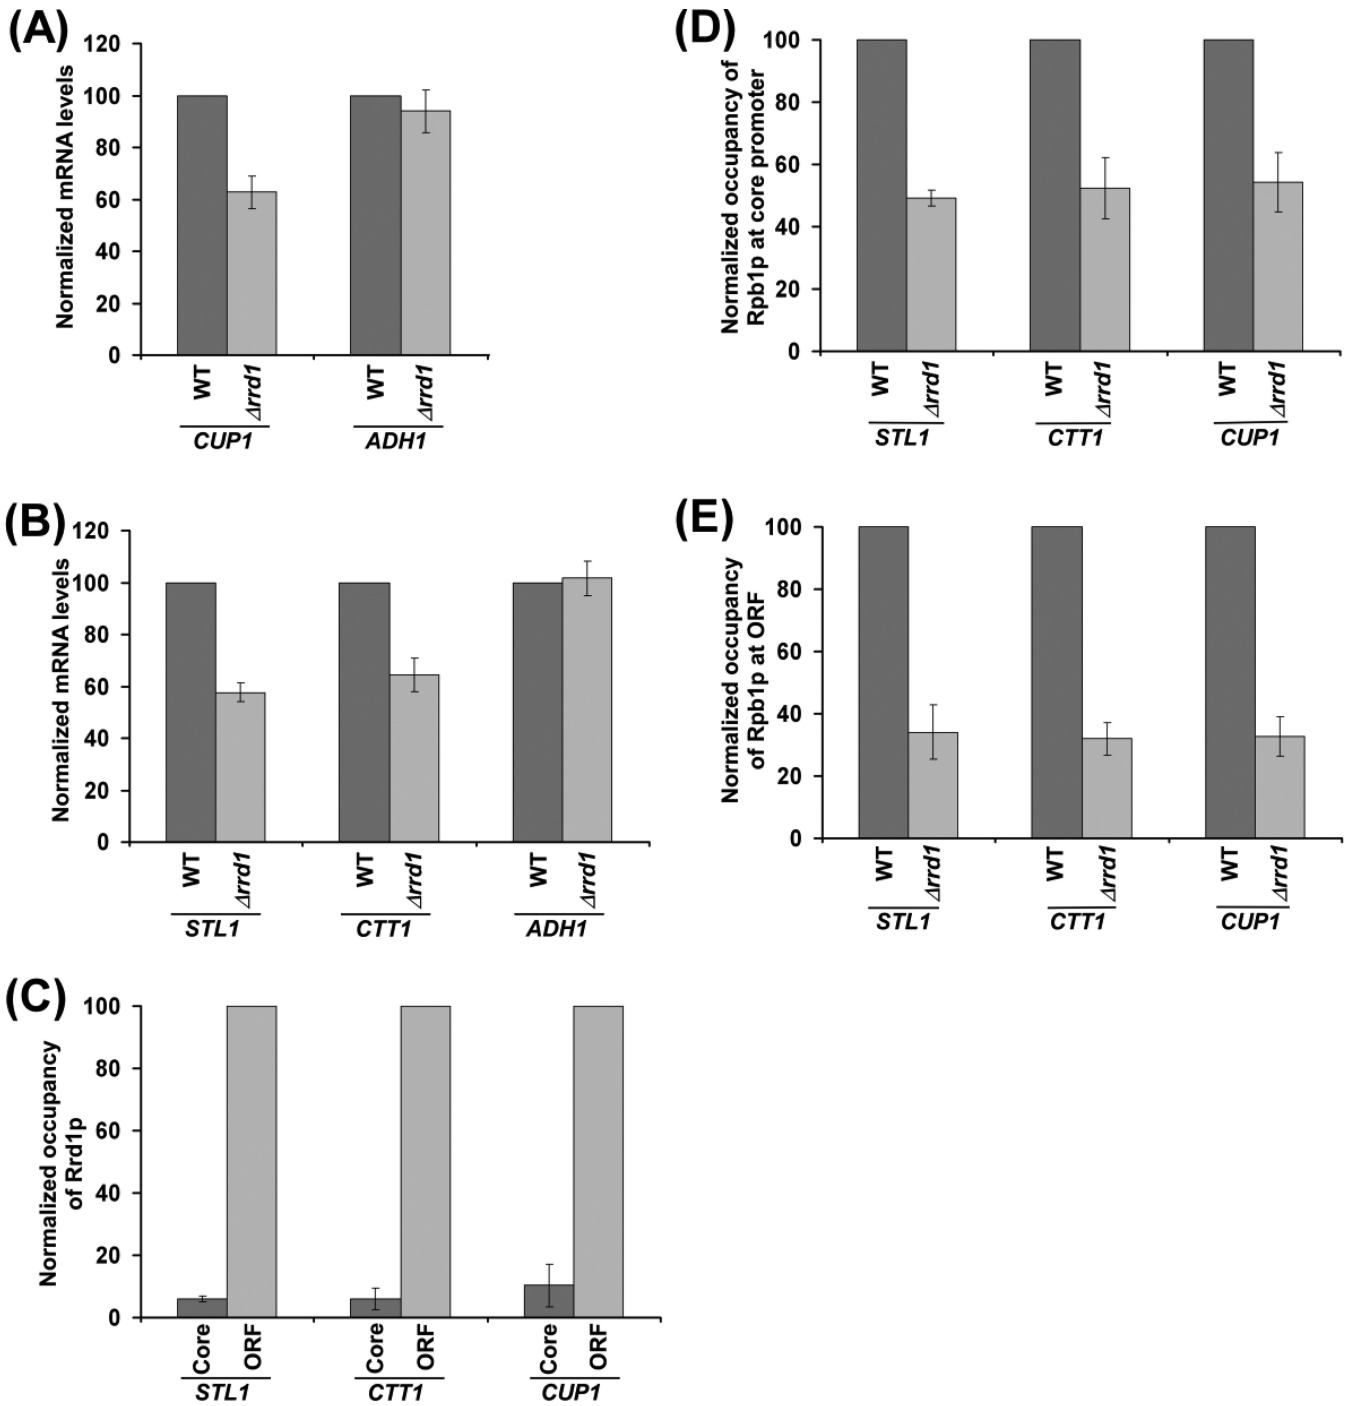 (A)
Normalized mRNA levels
120
100
80
60
40
20
0
WT
Δrrd1
WT
Δrrd1
CUP1
ADH1
(B)
Normalized mRNA levels
120
100
80
60
40
20
0
WT
Δrrd1
WT
Δrrd1
WT
Δrrd1
STL1
CTT1
ADH1
(C)
Normalized occupancy
of Rrd1p
100
80
60
40
20
0
Core
ORF
Core
ORF
Core
ORF
STL1
CTT1
CUP1
(D)
Normalized occupancy of
Rpb1p at core promoter
100
80
60
40
20
0
WT
Δrrd1
WT
Δrrd1
WT
Δrrd1
STL1
CTT1
CUP1
(E)
Normalized occupancy
of Rpb1p at ORF
100
80
60
40
20
0
WT
Δrrd1
WT
Δrrd1
WT
Δrrd1
STL1
CTT1
CUP1